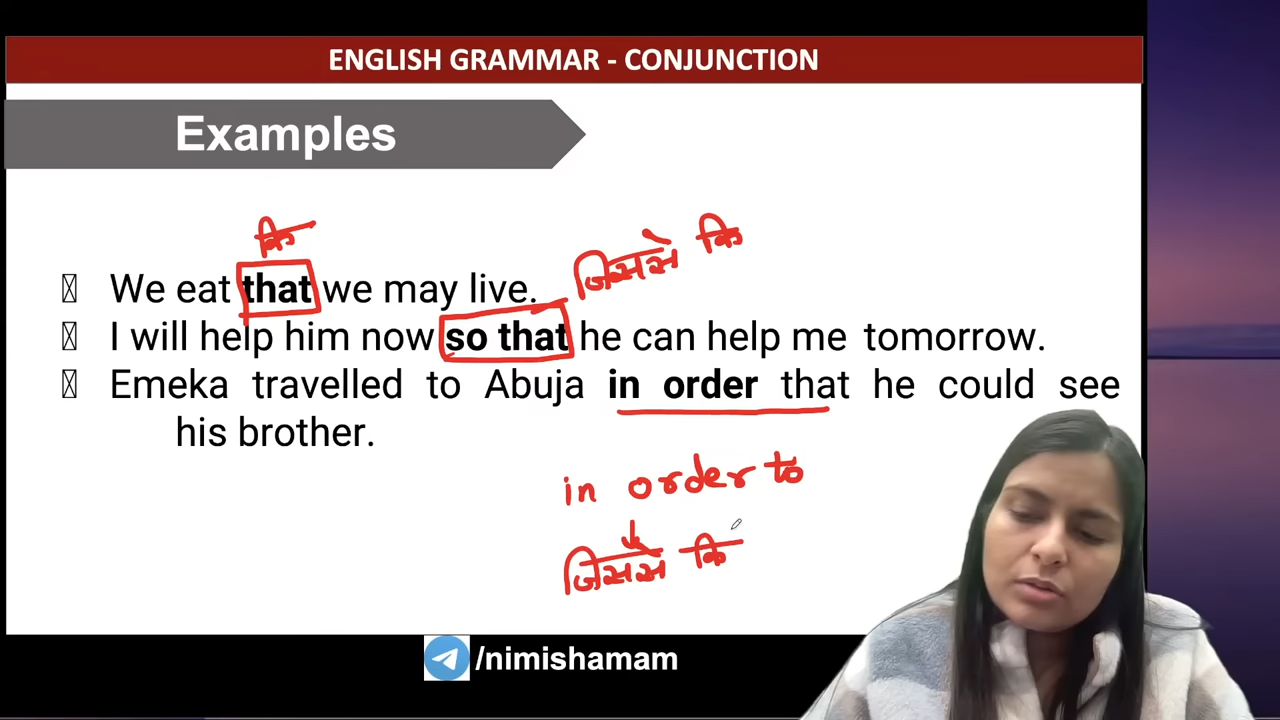 ENGLISH GRAMMAR - CONJUNCTION
Examples
कि
जिससे कि
We eat that we may live.
I will help him now so that he can help me tomorrow.
Emeka travelled to Abuja in order that he could see
his brother.
in order to
जिससे कि
/nimishamam